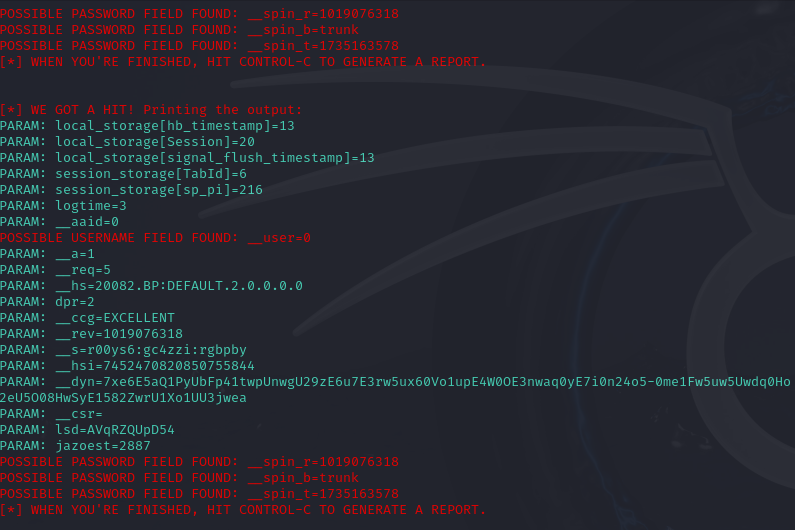 POSSIBLE PASSWORD FIELD FOUND: __spin_r=1019076318
POSSIBLE PASSWORD FIELD FOUND: __spin_b=trunk
POSSIBLE PASSWORD FIELD FOUND: __spin_t=1735163578
[*] WHEN YOU'RE FINISHED, HIT CONTROL-C TO GENERATE A REPORT.
[*] WE GOT A HIT! Printing the output:
PARAM: local_storage[hb_timestamp]=13
PARAM: local_storage[Session]=20
PARAM: local_storage[signal_flush_timestamp]=13
PARAM: session_storage[TabId]=6
PARAM: session_storage[sp_pi]=216
PARAM: logtime=3
PARAM: __aaid=0
POSSIBLE USERNAME FIELD FOUND: __user=0
PARAM: __a=1
PARAM: __req=5
PARAM: __hs=20082.BP:DEFAULT.2.0.0.0.0
PARAM: dpr=2
PARAM: __ccg=EXCELLENT
PARAM: __rev=1019076318
PARAM: __s=r00ys6:gc4zzi:rgbpby
PARAM: __hsi=7452470820850755844
PARAM: __dyn=7xe6E5aQ1PyUbFp41twpUnwgU29zE6u7E3rw5ux60Vo1upE4W0OE3nwaq0yE7i0n24o5-0me1Fw5uw5Uwdq0Ho
2eU5O08HwSyE1582ZwrU1Xo1UU3jwea
PARAM: __csr=
PARAM: lsd=AVqRZQUpD54
PARAM: jazoest=2887
POSSIBLE PASSWORD FIELD FOUND: __spin_r=1019076318
POSSIBLE PASSWORD FIELD FOUND: __spin_b=trunk
POSSIBLE PASSWORD FIELD FOUND: __spin_t=1735163578
[*] WHEN YOU'RE FINISHED, HIT CONTROL-C TO GENERATE A REPORT.